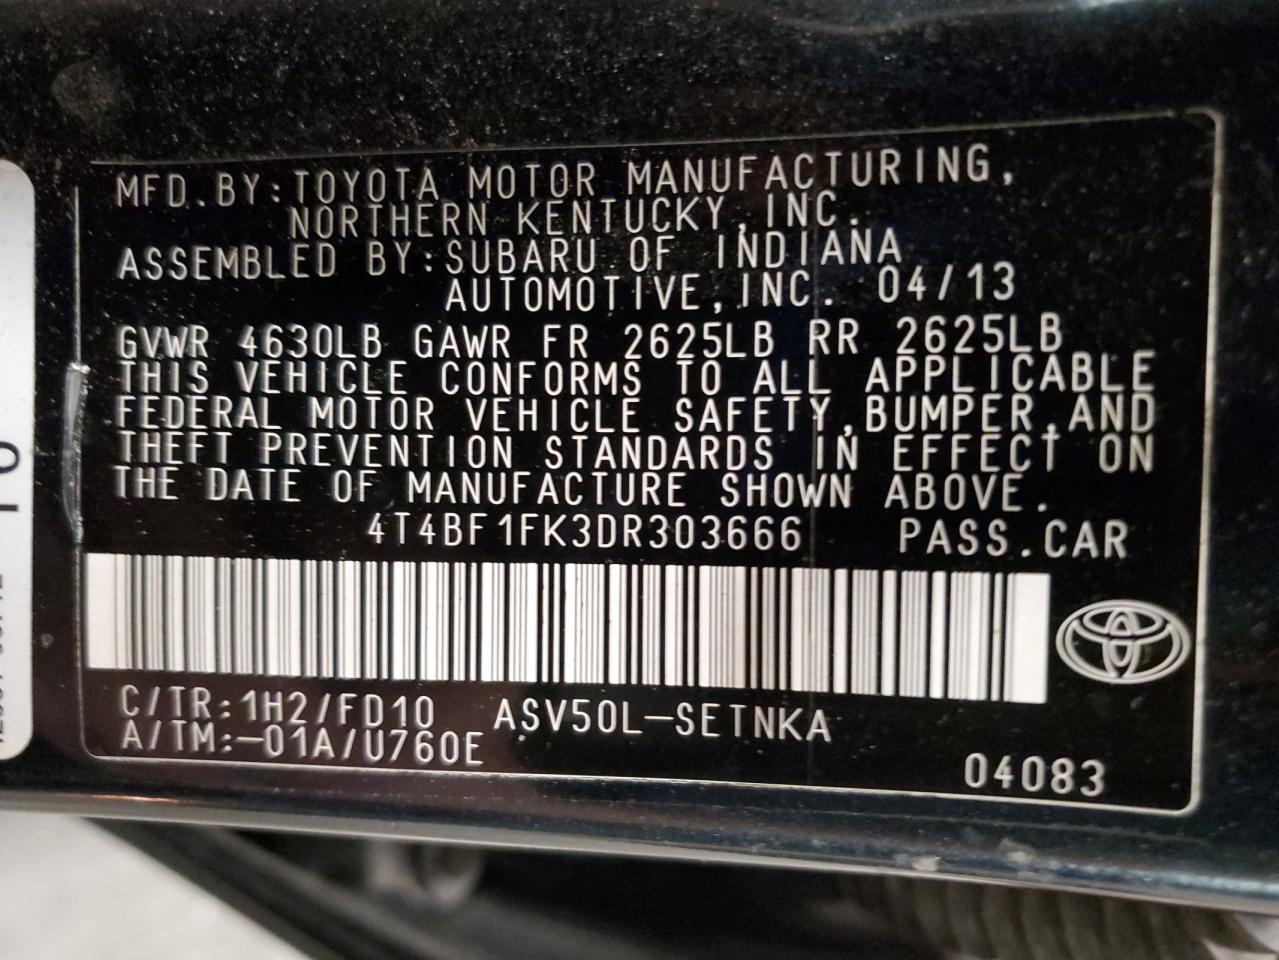 MFD.BY:TOYOTA MOTOR MANUFACTURING,
NORTHERN KENTUCKY,INC.
ASSEMBLED BY:SUBARU OF INDIANA
AUTOMOTIVE,INC. 04/13
GVWR 4630LB GAWR FR 2625LB RR 2625LB
THIS VEHICLE CONFORMS TO ALL APPLICABLE
FEDERAL MOTOR VEHICLE SAFETY,BUMPER,AND
THEFT PREVENTION STANDARDS IN EFFECT ON
THE DATE OF MANUFACTURE SHOWN ABOVE.
4T4BF1FK3DR303666 PASS.CAR
C/TR:1H2/FD10 ASV50L-SETNKA
A/TM:-01A/U760E
04083